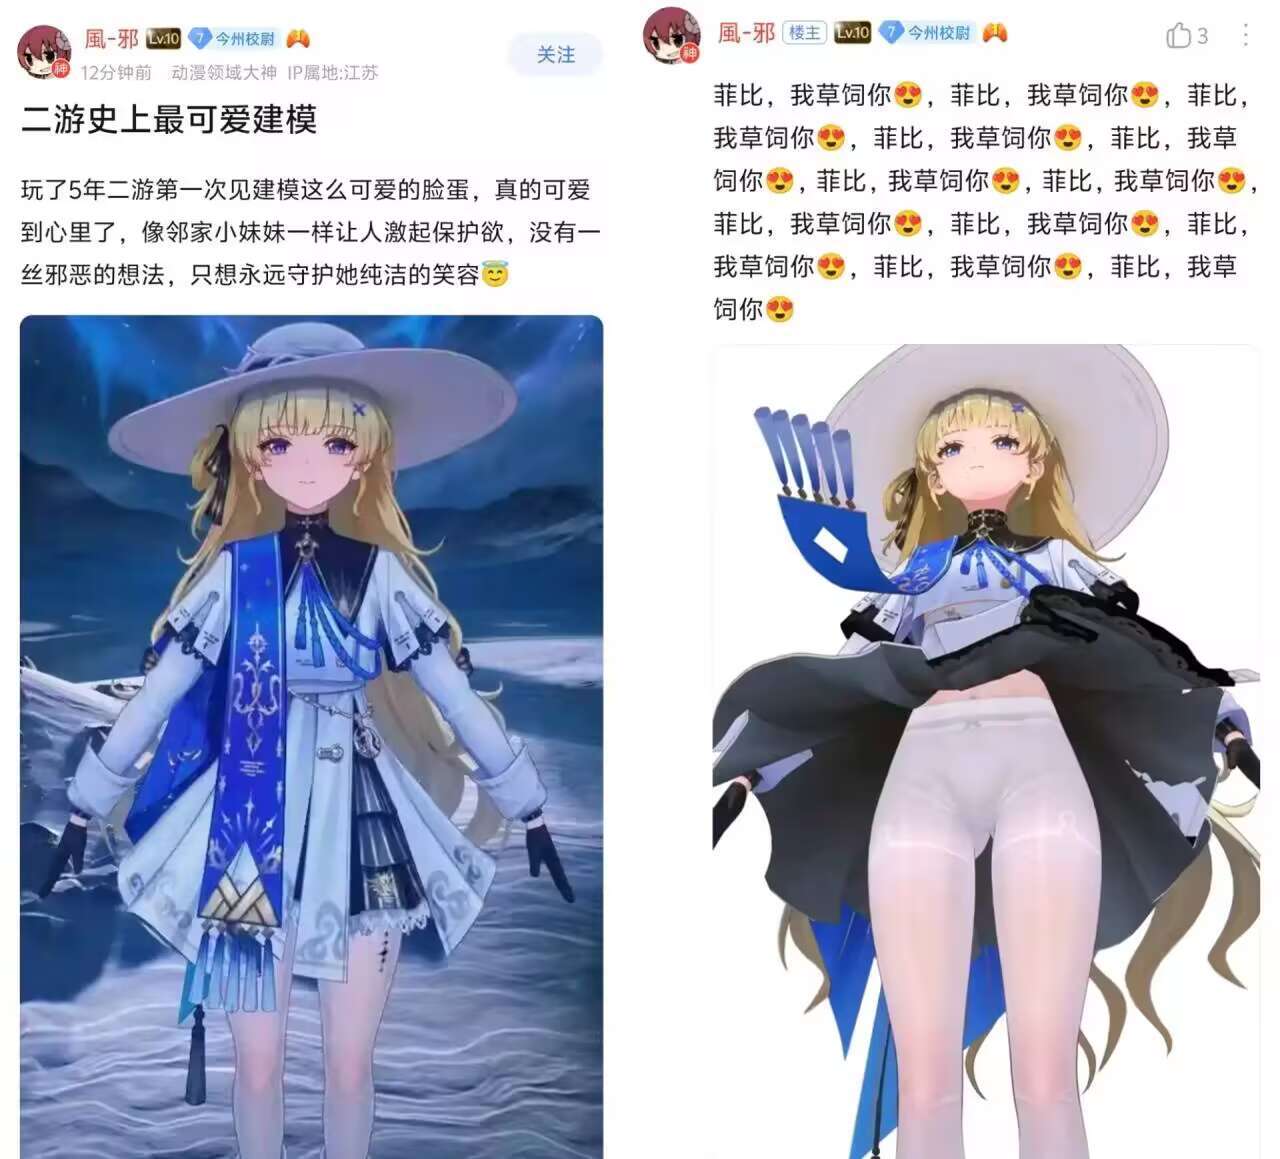 風-邪 Lv.10 7 今州校尉
神
12分钟前 动漫领域大神 IP属地:江苏
关注
二游史上最可爱建模
玩了5年二游第一次见建模这么可爱的脸蛋，真的可爱
到心里了，像邻家小妹妹一样让人激起保护欲，没有一
丝邪恶的想法，只想永远守护她纯洁的笑容😇
風-邪 楼主 Lv.10 7 今州校尉
神
3
菲比，我草饲你😍，菲比，我草饲你😍，菲比，
我草饲你😍，菲比，我草饲你😍，菲比，我草
饲你😍，菲比，我草饲你😍，菲比，我草饲你😍，
菲比，我草饲你😍，菲比，我草饲你😍，菲比，
我草饲你😍，菲比，我草饲你😍，菲比，我草
饲你😍